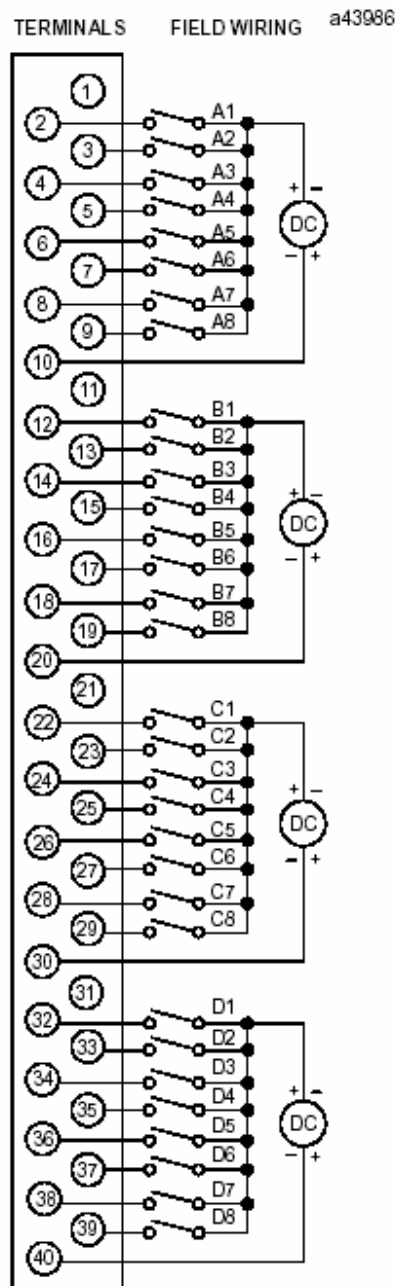 TERMINALS FIELD WIRING a43986
1
2 A1
3 A2
4 A3
5 A4
+ –
DC
6 A5
7 A6
– +
8 A7
9 A8
10
11
12 B1
13 B2
14 B3
15 B4
+ –
DC
16 B5
17 B6
– +
18 B7
19 B8
20
21
22 C1
23 C2
24 C3
25 C4
+ –
DC
26 C5
27 C6
– +
28 C7
29 C8
30
31
32 D1
33 D2
34 D3
35 D4
+ –
DC
36 D5
37 D6
– +
38 D7
39 D8
40